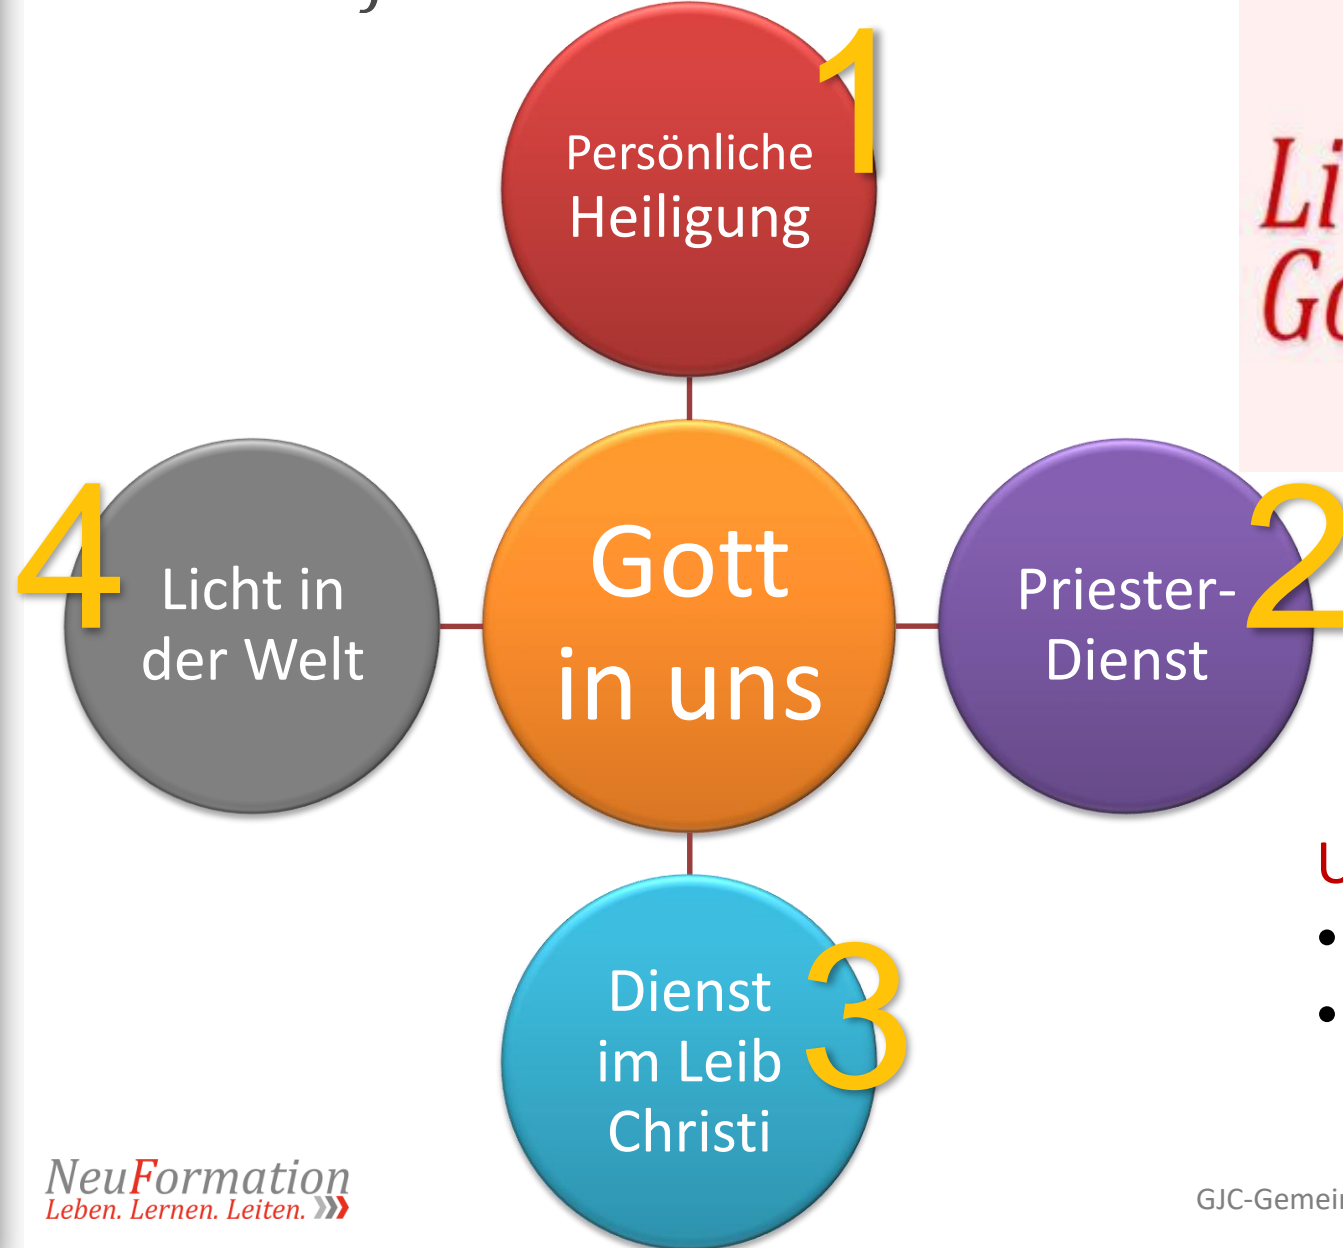 1
Persönliche
Heiligung
4
Licht in
der Welt
Gott
in uns
Priester-
Dienst
2
Dienst
im Leib
Christi
3
NeuFormation
Leben. Lernen. Leiten.